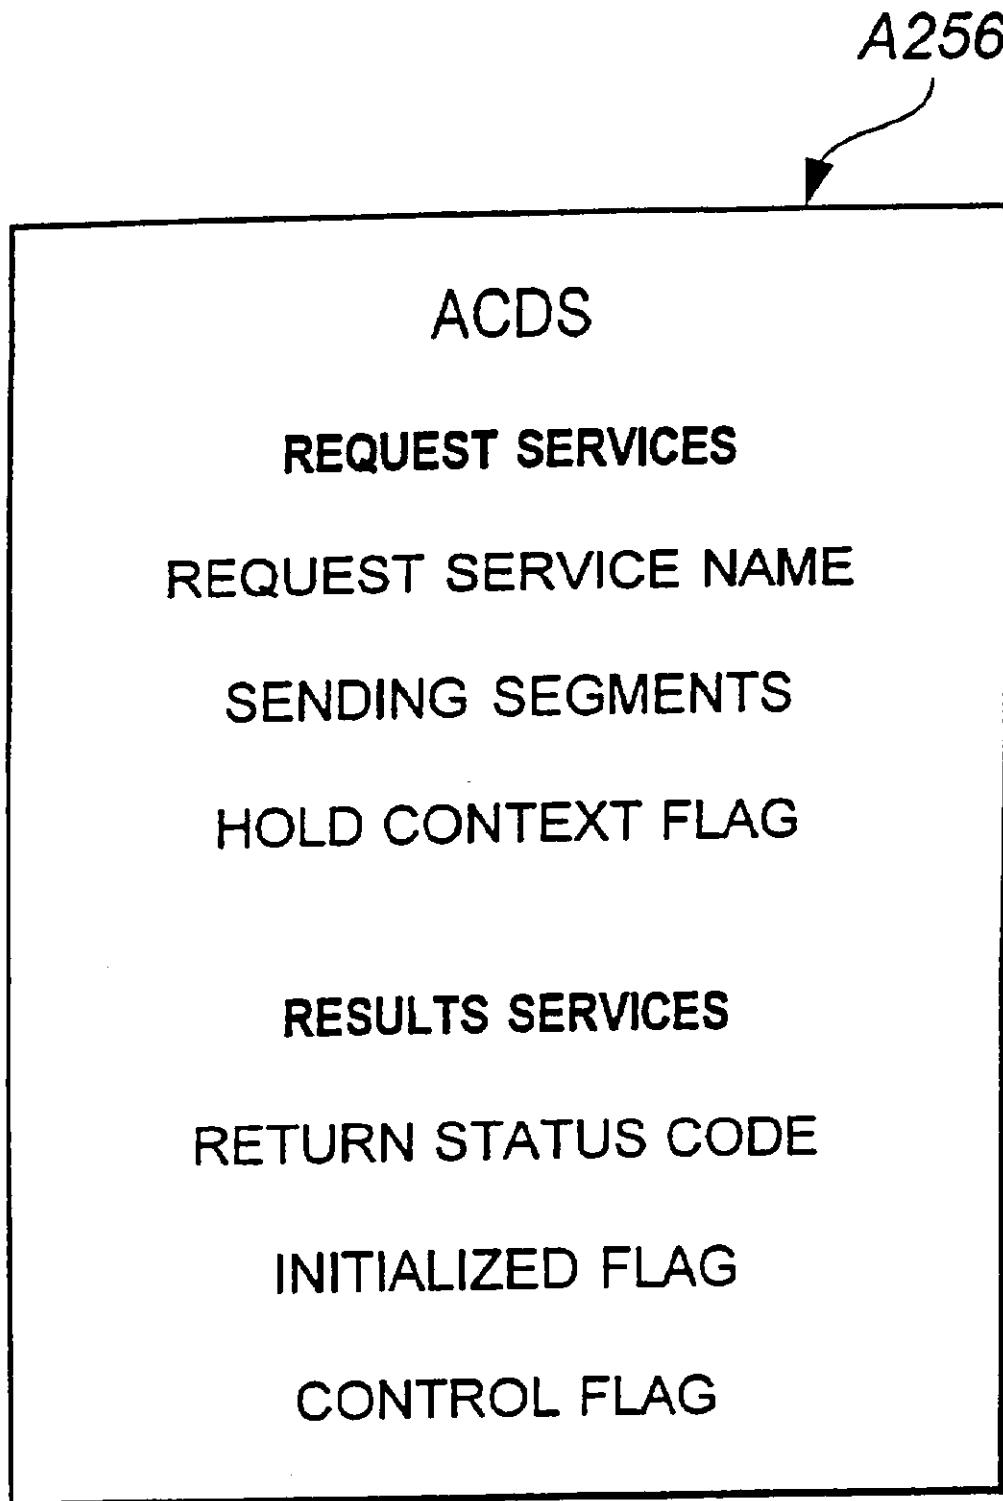 A256
ACDS
REQUEST SERVICES
REQUEST SERVICE NAME
SENDING SEGMENTS
HOLD CONTEXT FLAG
RESULTS SERVICES
RETURN STATUS CODE
INITIALIZED FLAG
CONTROL FLAG